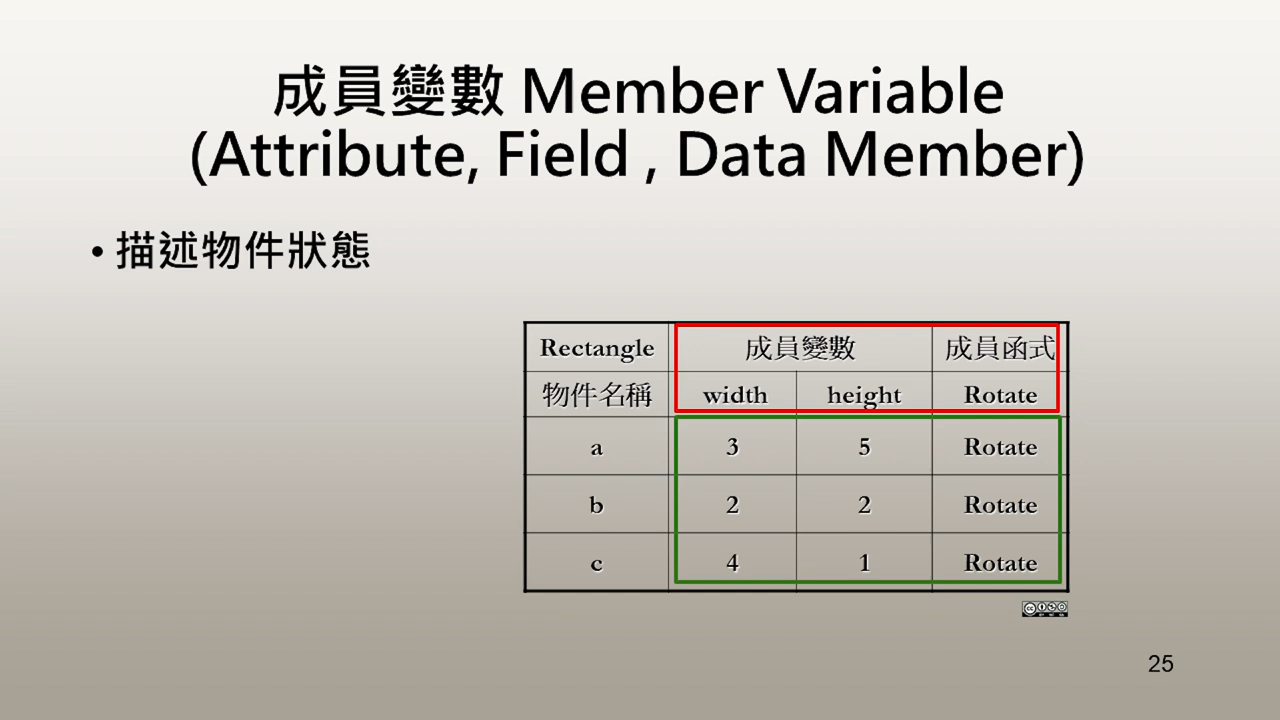 成員變數 Member Variable
(Attribute, Field , Data Member)
• 描述物件狀態
Rectangle 成員變數 成員函式
物件名稱 width height Rotate
a 3 5 Rotate
b 2 2 Rotate
c 4 1 Rotate
25